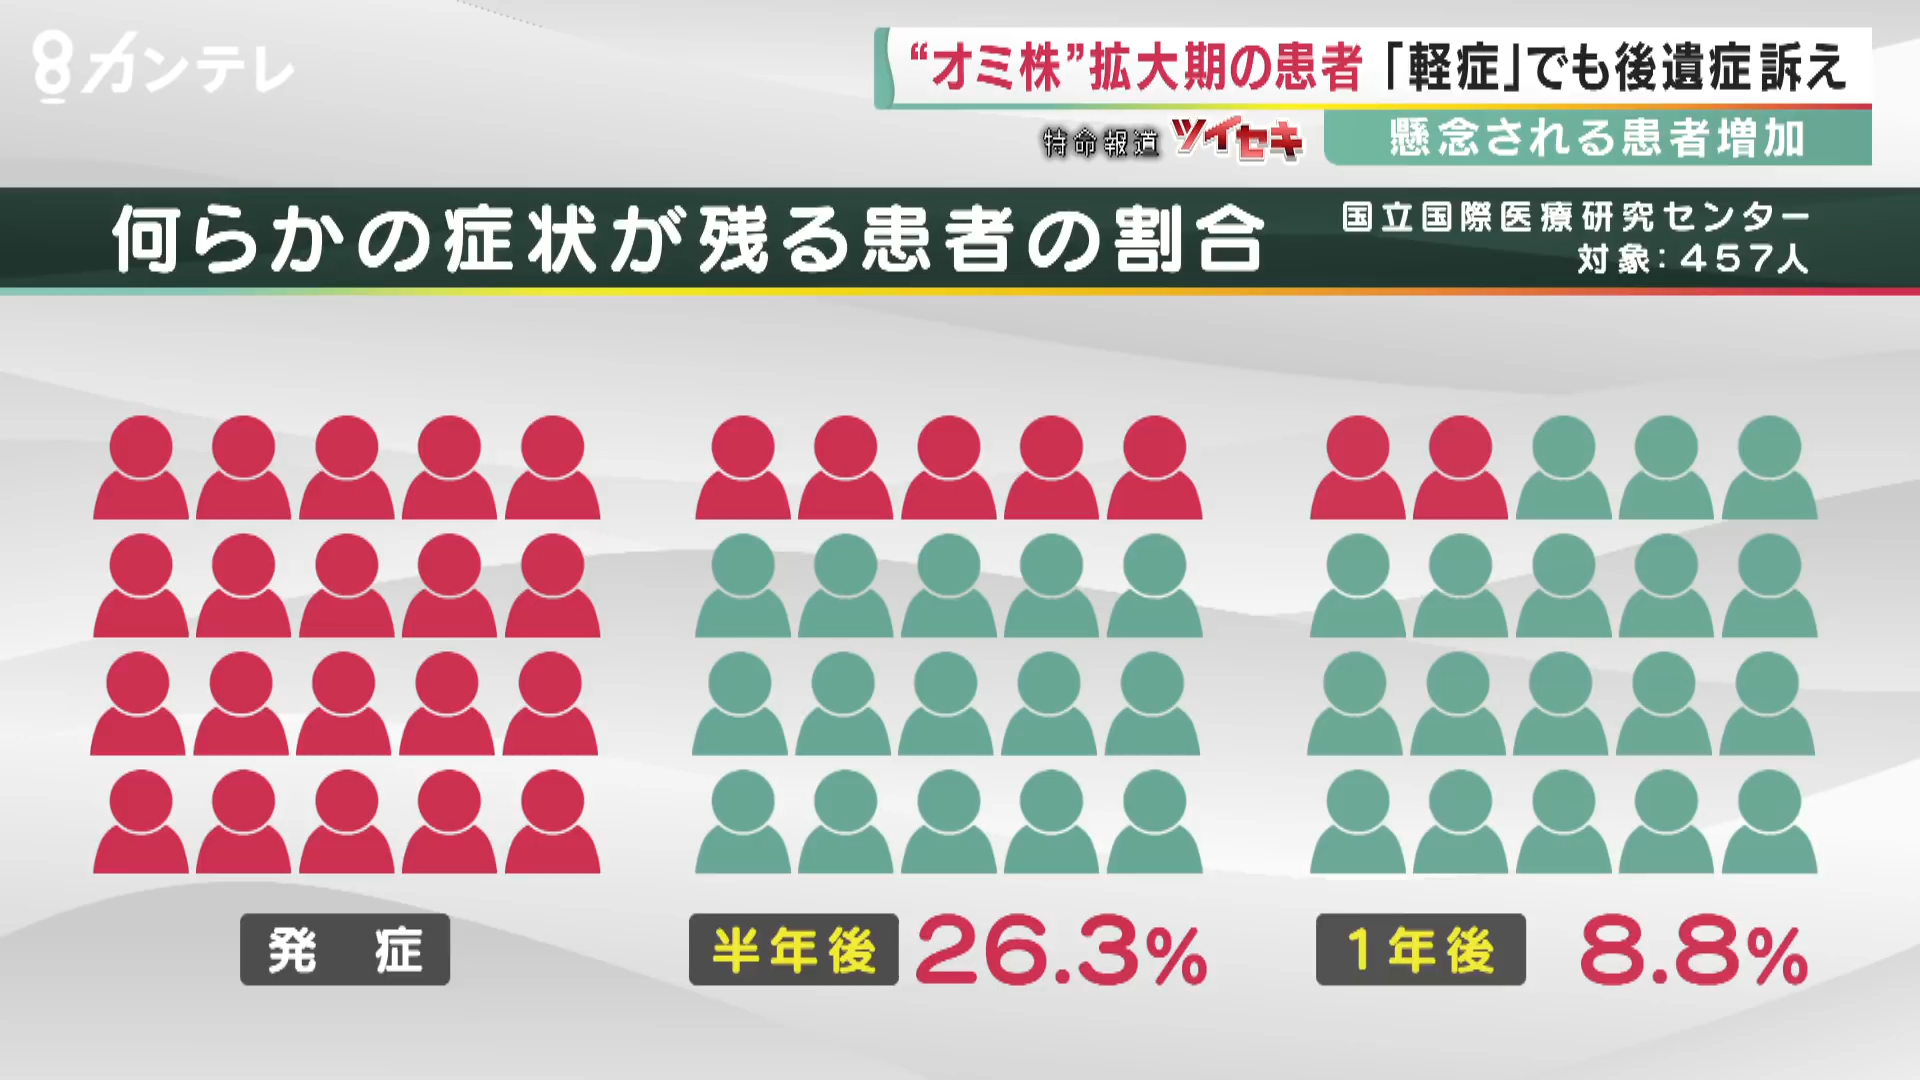 8カンテレ
“オミ株”拡大期の患者 「軽症」でも後遺症訴え
特命報道 ツイセキ
懸念される患者増加
何らかの症状が残る患者の割合
国立国際医療研究センター
対象：457人
発 症
半年後 26.3%
1年後 8.8%